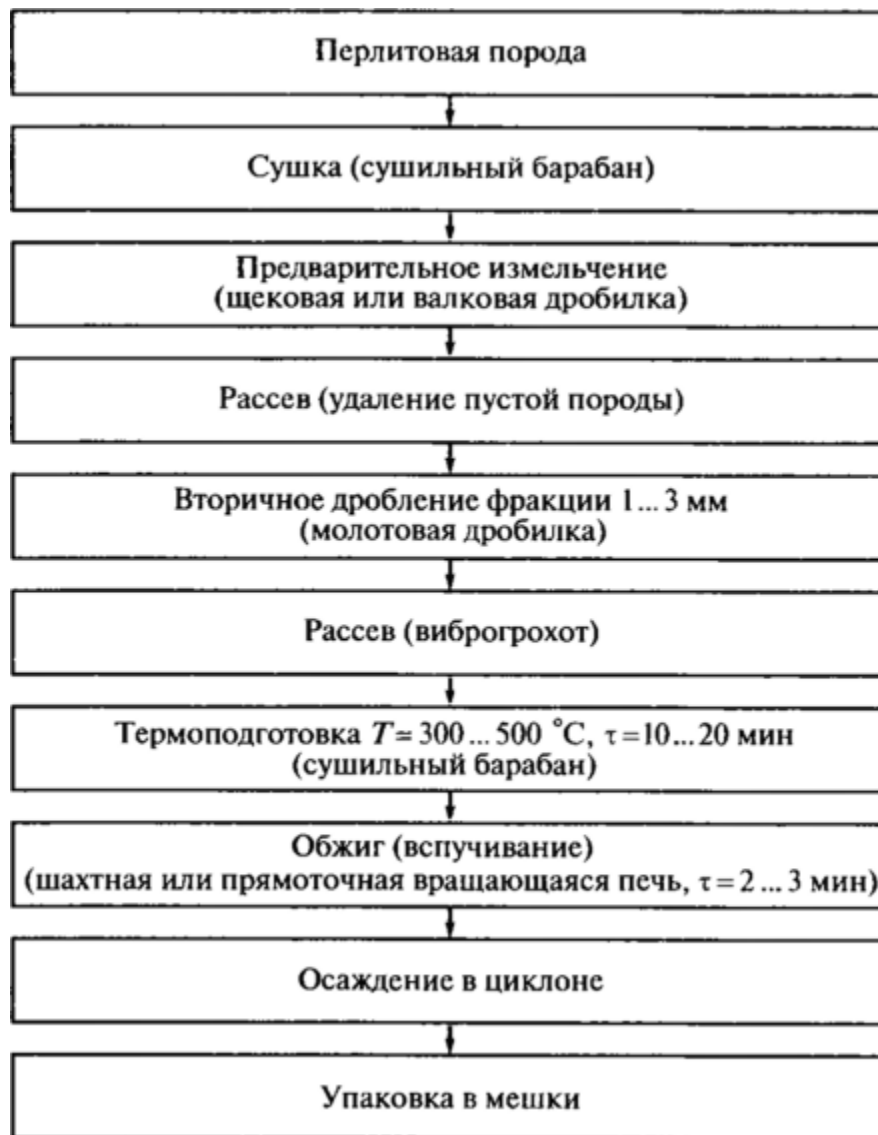 Перлитовая порода
Сушка (сушильный барабан)
Предварительное измельчение
(щековая или валковая дробилка)
Рассев (удаление пустой породы)
Вторичное дробление фракции 1... 3 мм
(молотовая дробилка)
Рассев (виброгрохот)
Термоподготовка T ≃ 300 ... 500 °С, τ = 10 ... 20 мин
(сушильный барабан)
Обжиг (вспучивание)
(шахтная или прямоточная вращающаяся печь, τ = 2 ... 3 мин)
Осаждение в циклоне
Упаковка в мешки